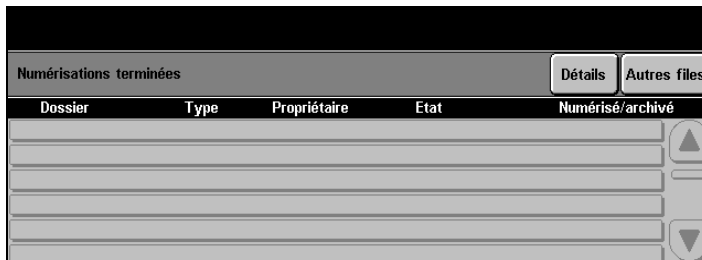 Numérisations terminées
Détails
Autres files
Dossier Type Propriétaire Etat Numérisé/archivé